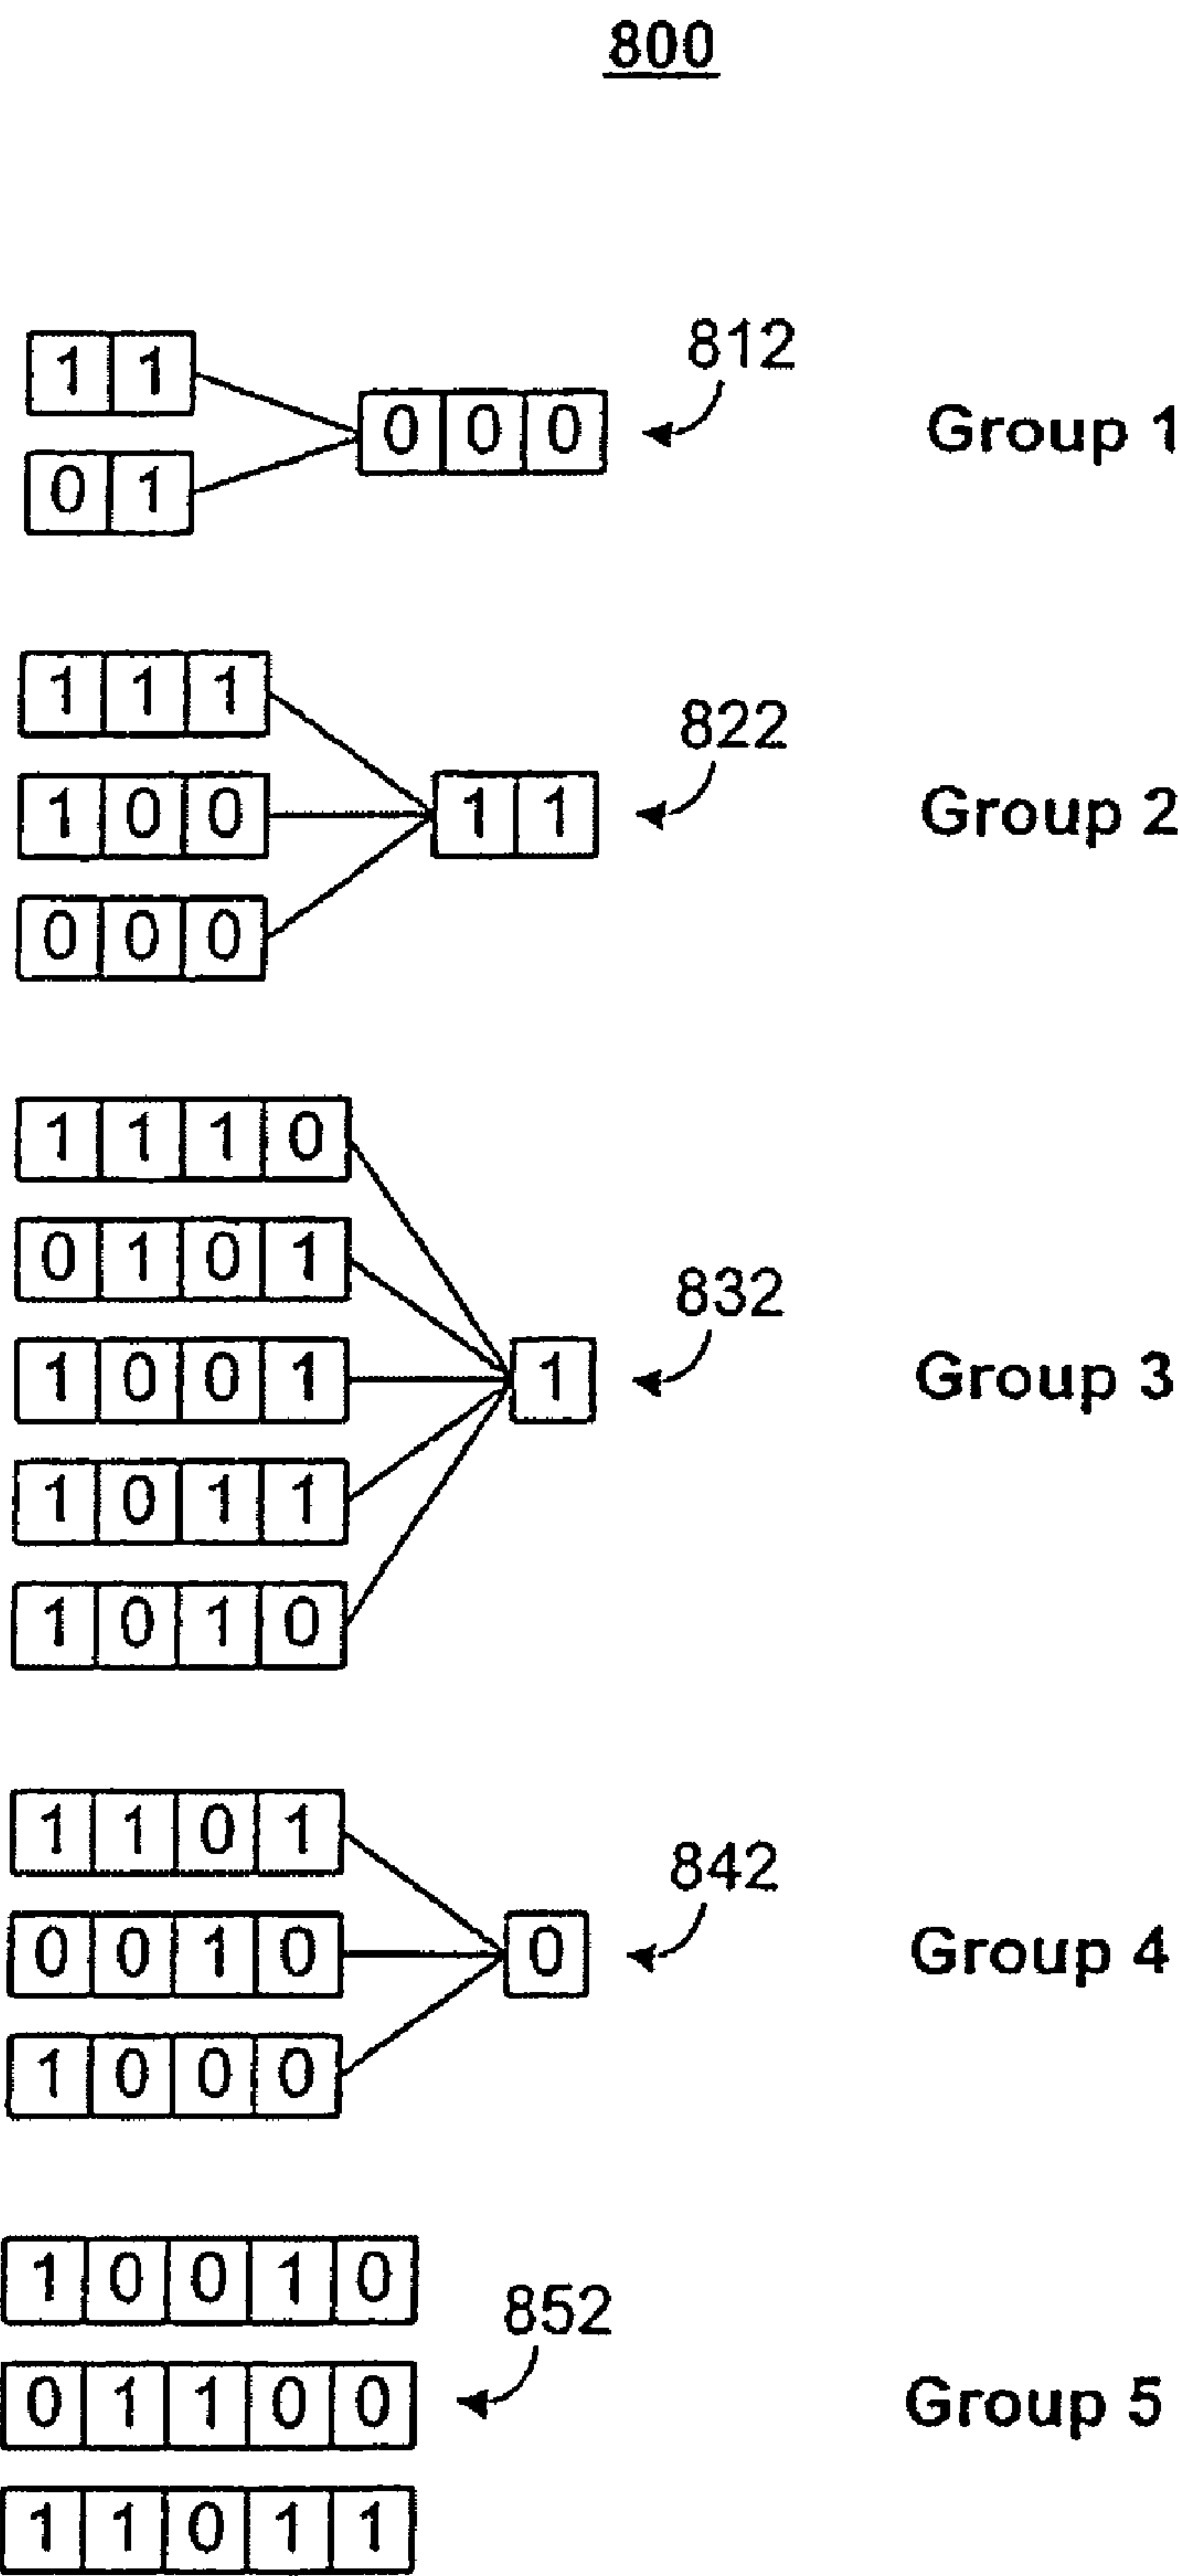 800
1 1
812
0 0 0
Group 1
0 1
1 1 1
822
1 0 0
1 1
Group 2
0 0 0
1 1 1 0
0 1 0 1
832
1 0 0 1
1
Group 3
1 0 1 1
1 0 1 0
1 1 0 1
842
0 0 1 0
0
Group 4
1 0 0 0
1 0 0 1 0
852
0 1 1 0 0
Group 5
1 1 0 1 1